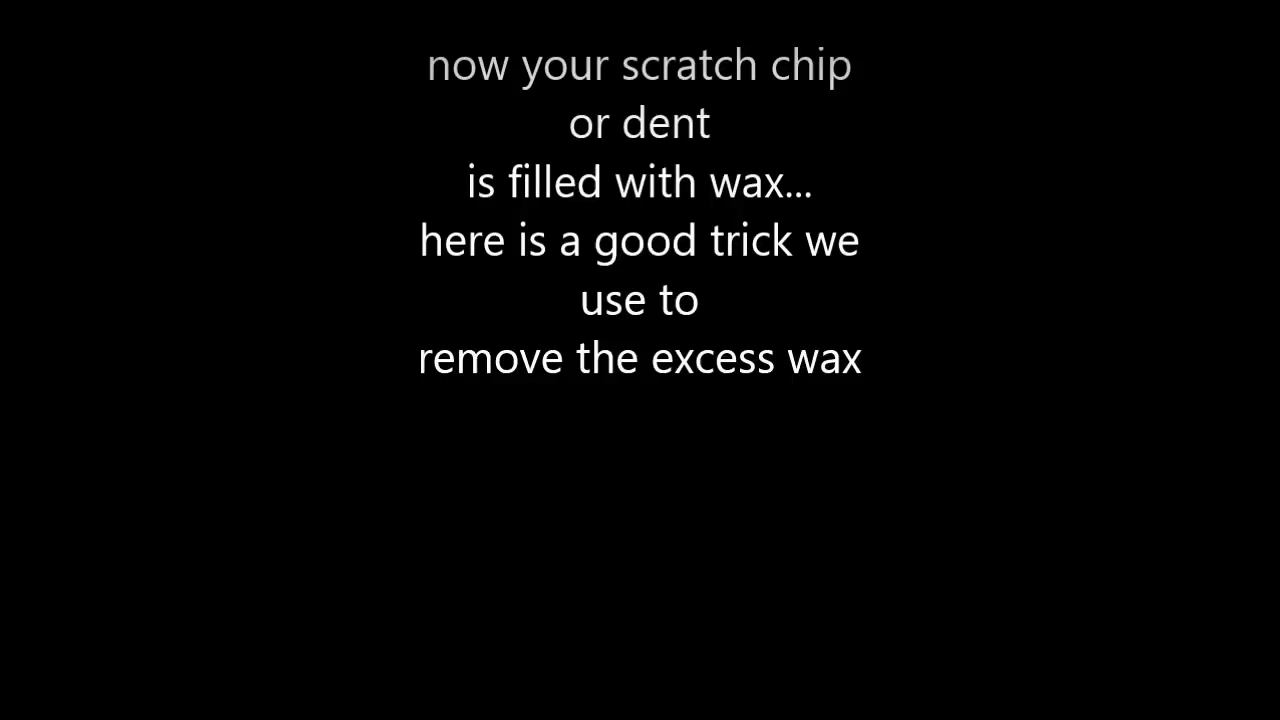 now your scratch chip
or dent
is filled with wax...
here is a good trick we
use to
remove the excess wax